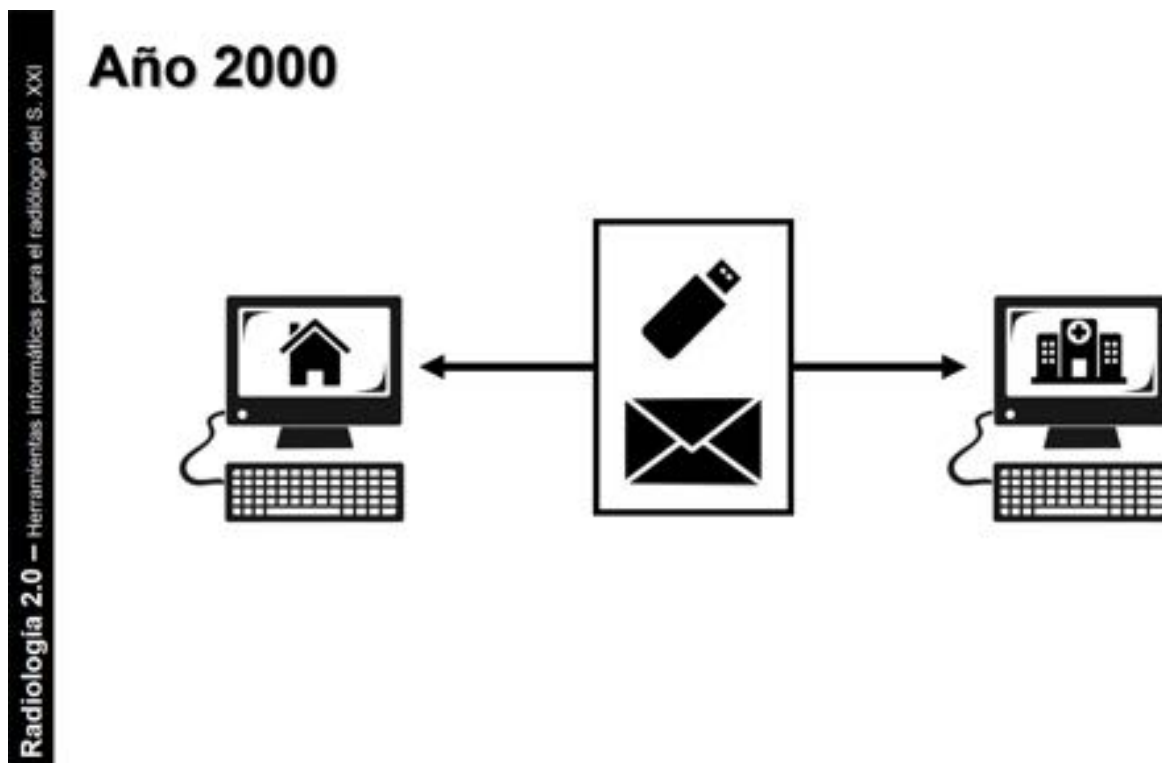 Año 2000
Radiología 2.0 – Herramientas informáticas para el radiólogo del S. XXI